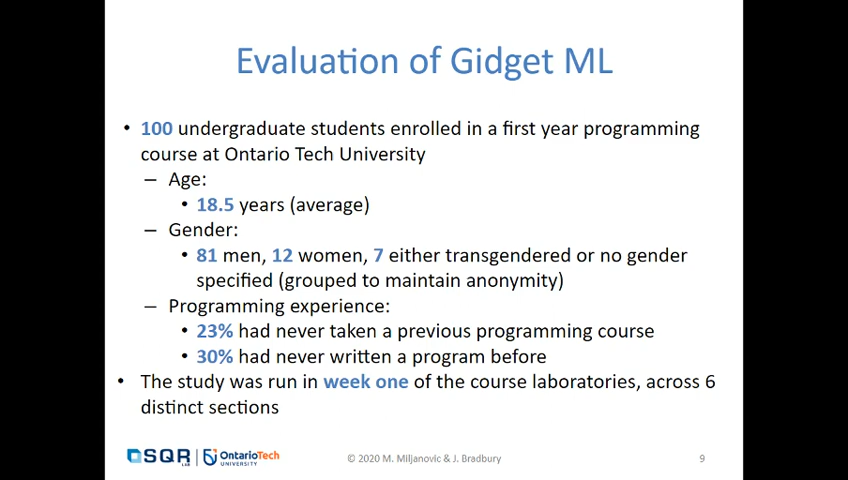 Evaluation of Gidget ML
• 100 undergraduate students enrolled in a first year programming
course at Ontario Tech University
– Age:
• 18.5 years (average)
– Gender:
• 81 men, 12 women, 7 either transgendered or no gender
specified (grouped to maintain anonymity)
– Programming experience:
• 23% had never taken a previous programming course
• 30% had never written a program before
• The study was run in week one of the course laboratories, across 6
distinct sections
SQR LAB | OntarioTech UNIVERSITY
© 2020 M. Miljanovic & J. Bradbury
9